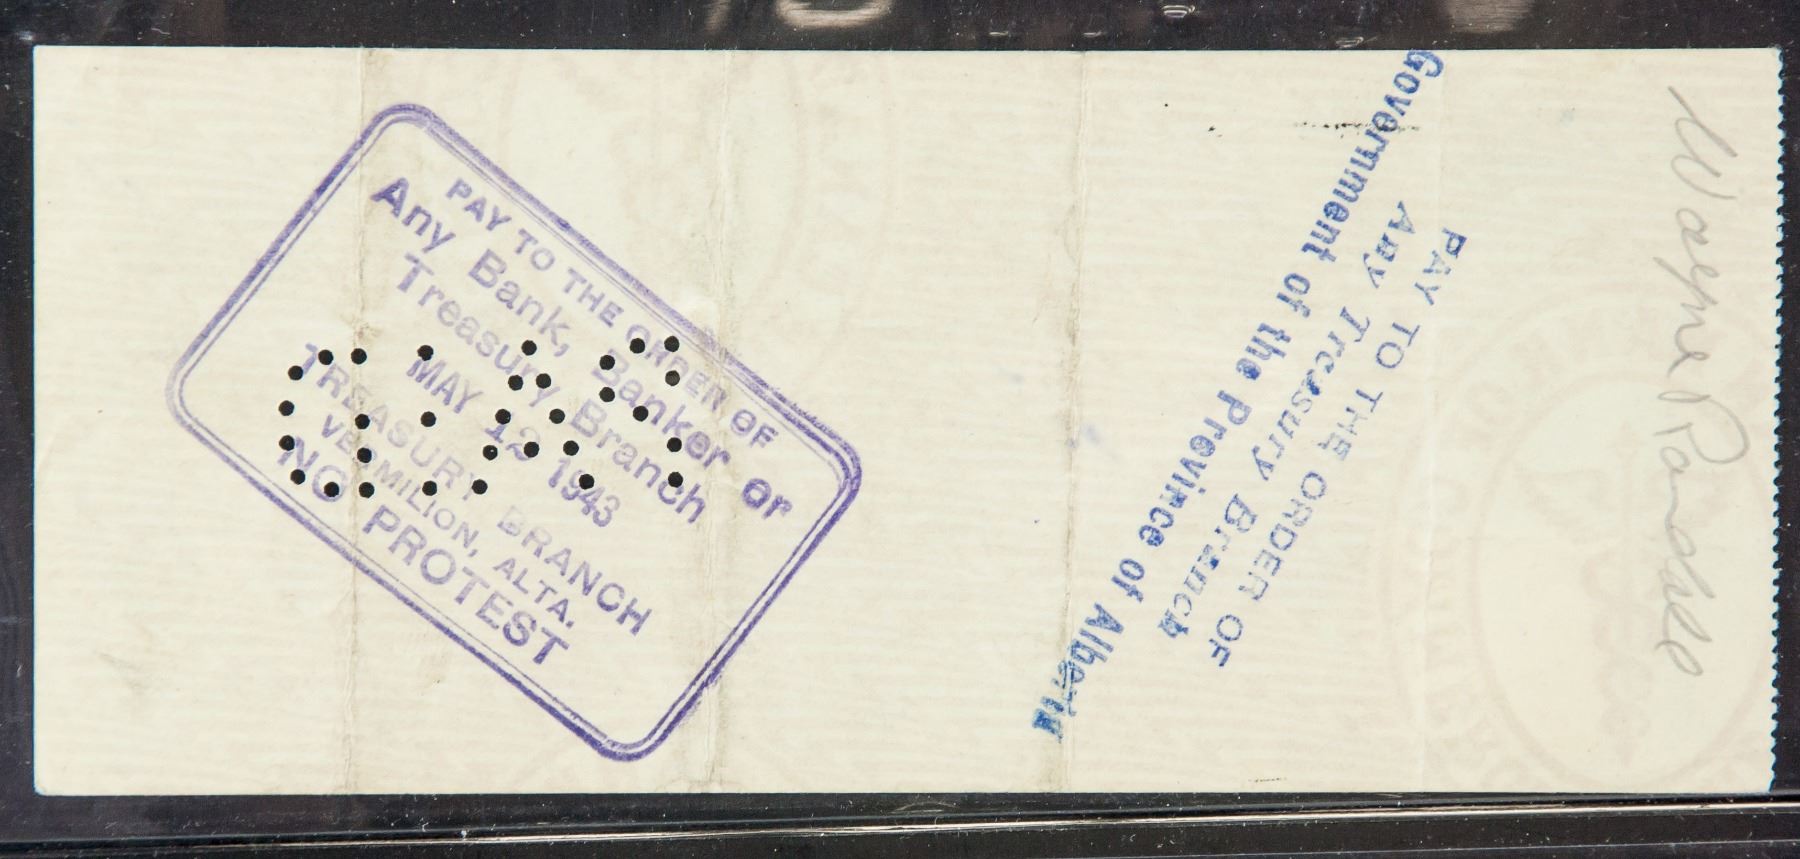 PAY TO THE ORDER OF
Any Bank, Banker or
Treasury Branch
MAY 12 1943
TREASURY BRANCH
VERMILION, ALTA.
NO PROTEST
PAY TO THE ORDER OF
Any Treasury Branch
Government of the Province of Alberta
Wayne